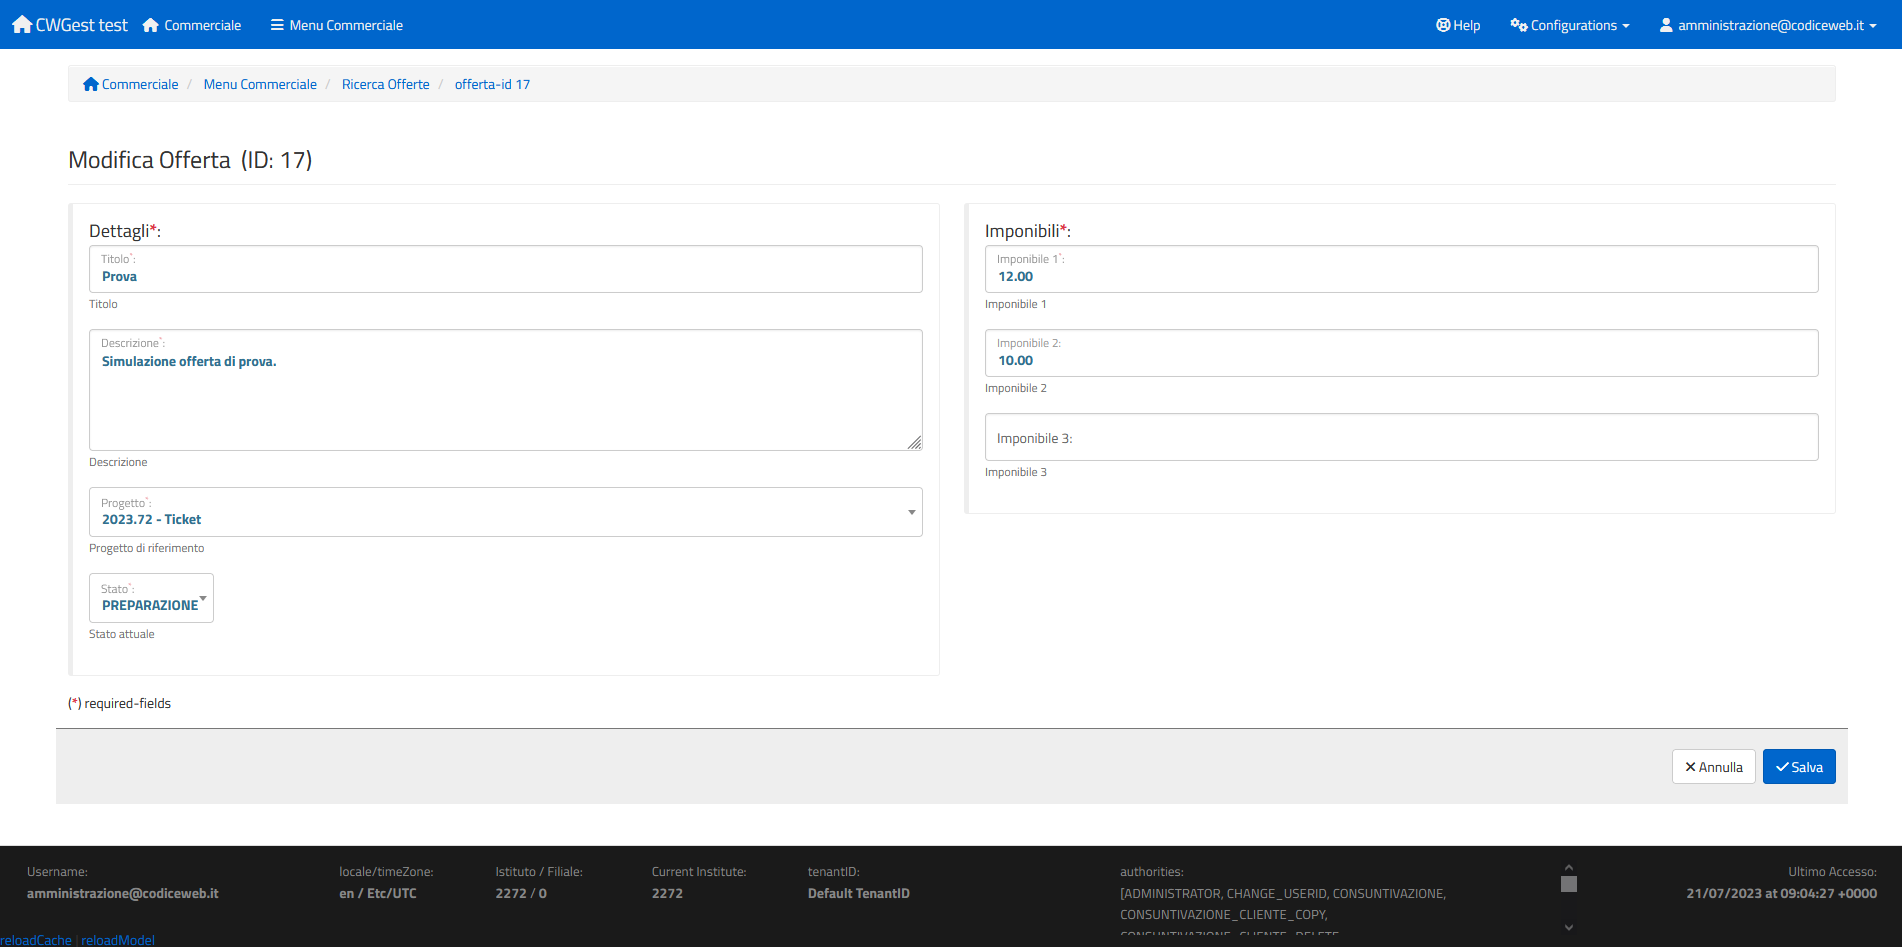 CWGest test Commerciale Menu Commerciale Help Configurations amministrazione@codiceweb.it
Commerciale / Menu Commerciale / Ricerca Offerte / offerta-id 17
Modifica Offerta (ID: 17)
Dettagli*:
Titolo*:
Prova
Titolo
Descrizione*:
Simulazione offerta di prova.
Descrizione
Progetto*:
2023.72 - Ticket
Progetto di riferimento
Stato*:
PREPARAZIONE
Stato attuale
Imponibili*:
Imponibile 1*:
12.00
Imponibile 1
Imponibile 2:
10.00
Imponibile 2
Imponibile 3:
Imponibile 3
(*) required-fields
Annulla Salva
Username:
amministrazione@codiceweb.it
locale/timeZone:
en / Etc/UTC
Istituto / Filiale:
2272 / 0
Current Institute:
2272
tenantID:
Default TenantID
authorities:
[ADMINISTRATOR, CHANGE_USERID, CONSUNTIVAZIONE,
CONSUNTIVAZIONE_CLIENTE_COPY,
CONSUNTIVAZIONE_CLIENTE_DELETE,
Ultimo Accesso:
21/07/2023 at 09:04:27 +0000
reloadCache | reloadModel